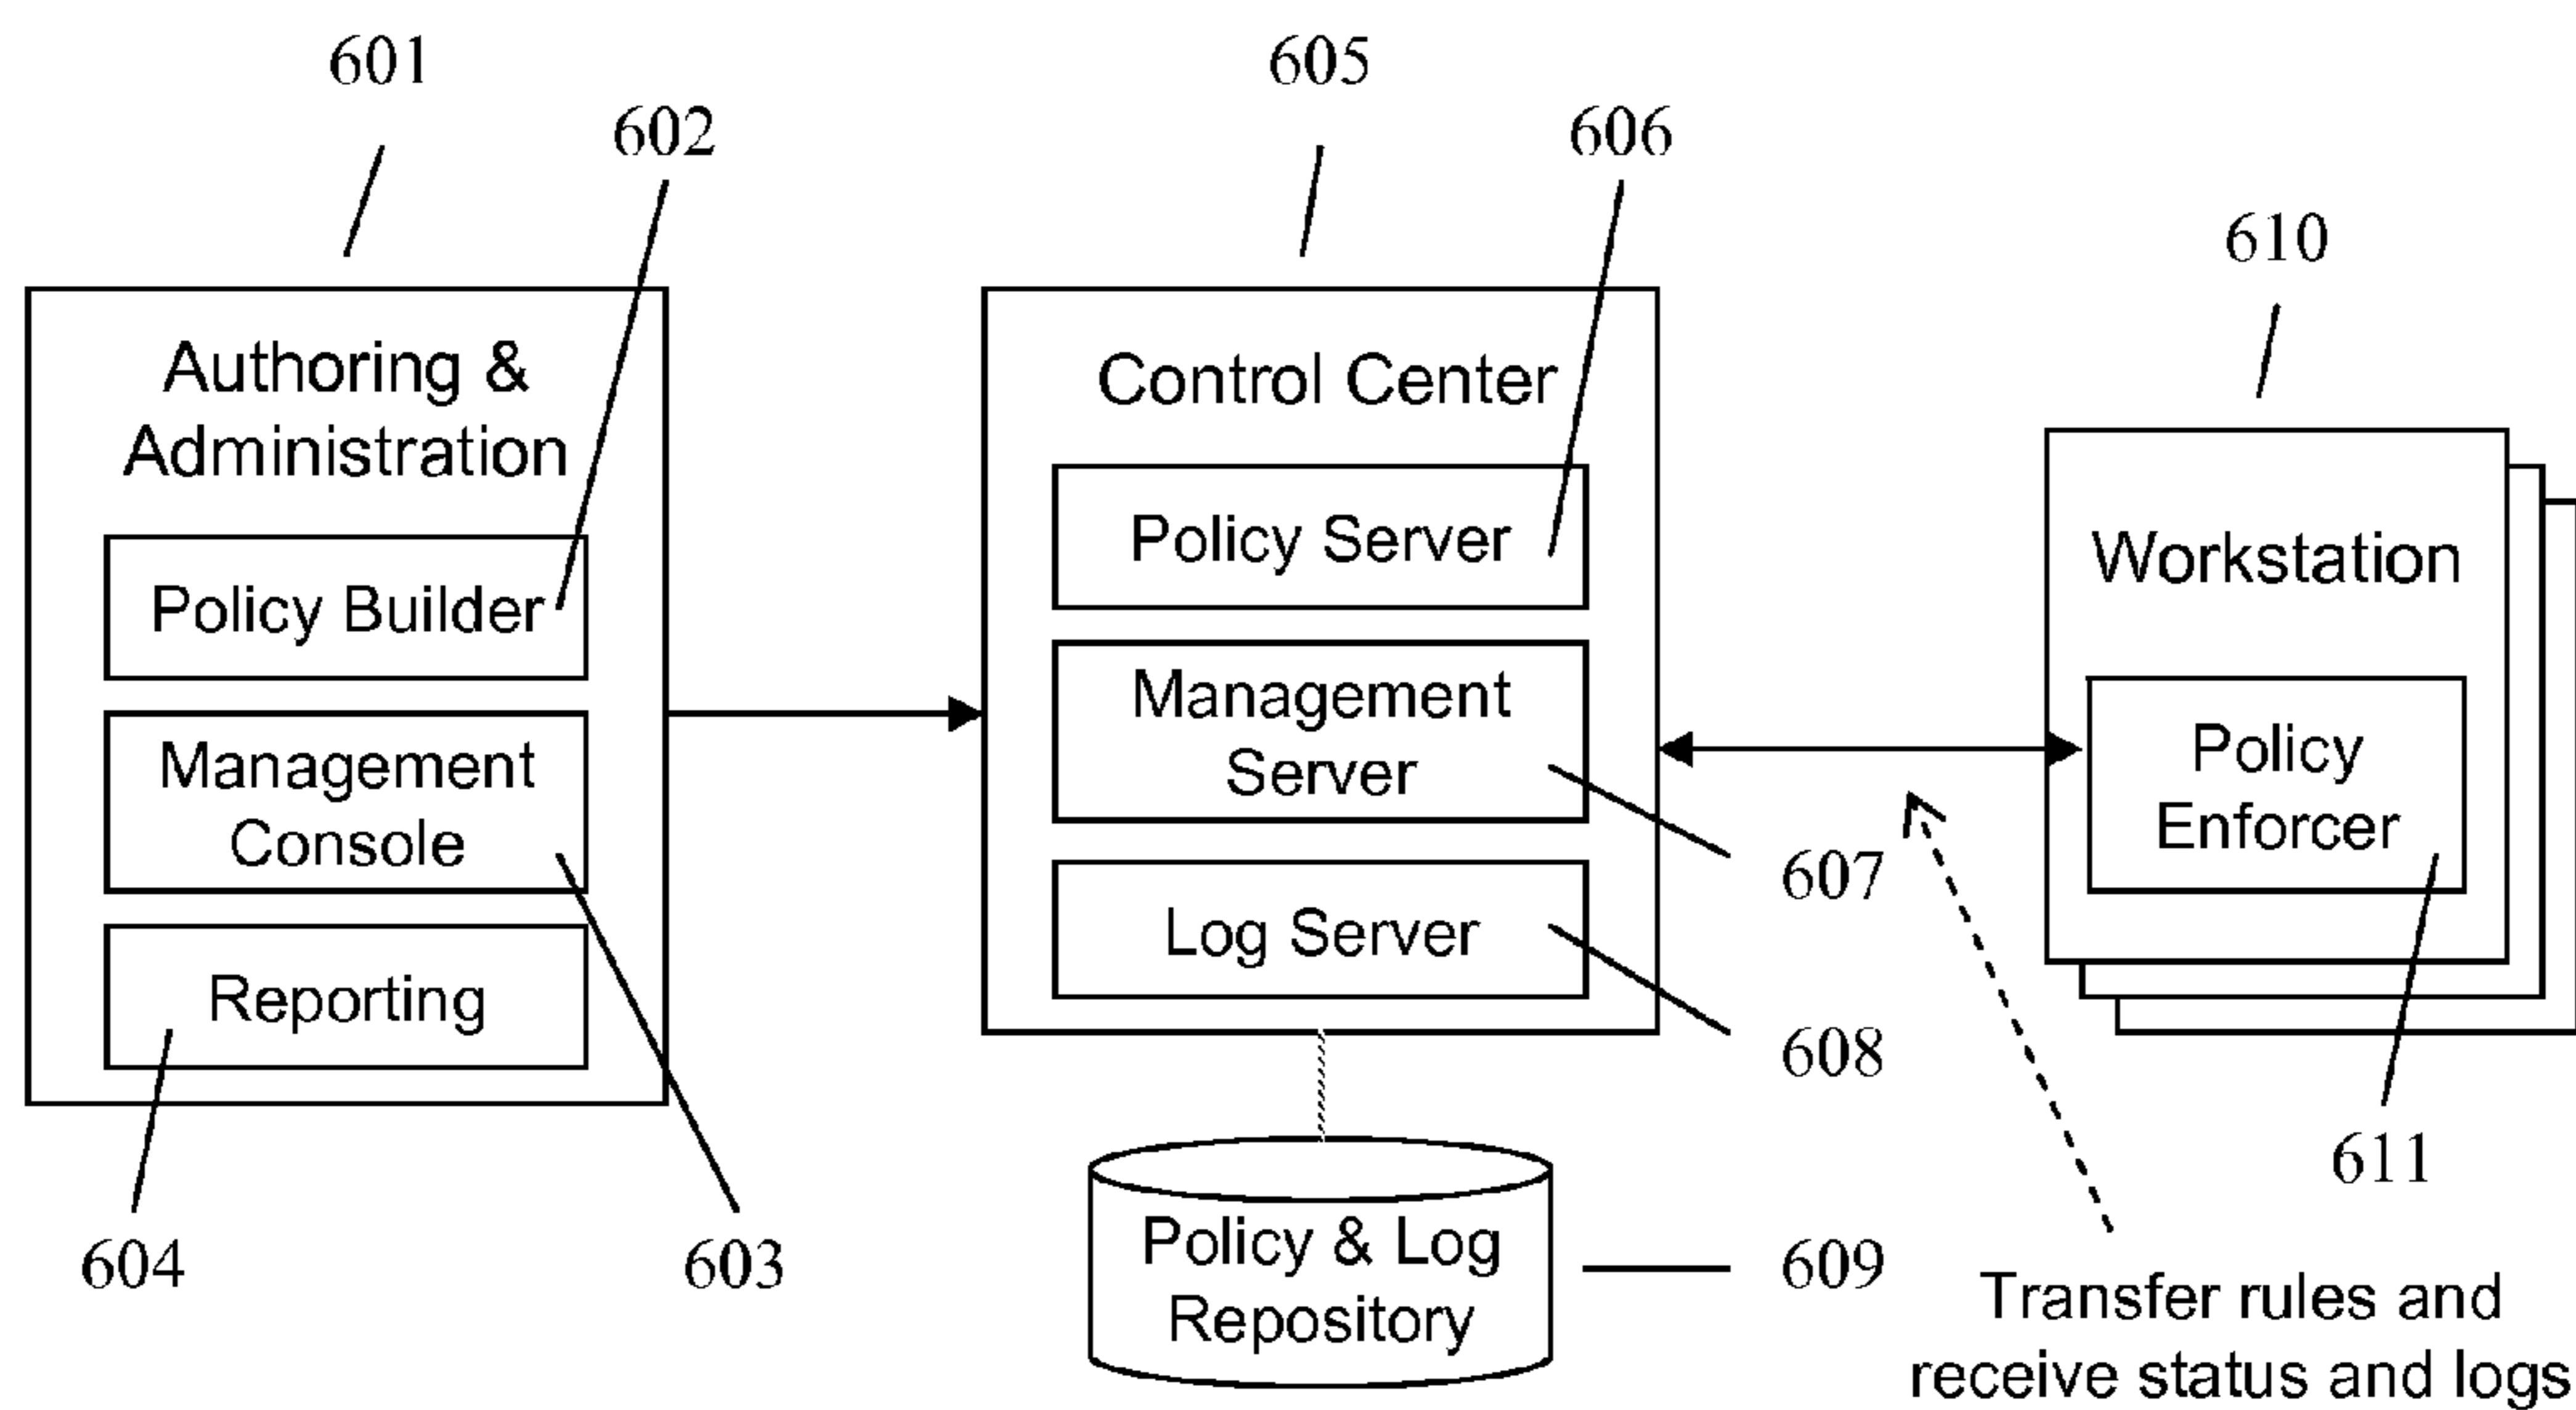 601
602
Authoring &
Administration
Policy Builder
Management
Console
Reporting
604
603
605
606
Control Center
Policy Server
Management
Server
Log Server
607
608
Policy & Log
Repository
609
610
Workstation
Policy
Enforcer
611
Transfer rules and
receive status and logs